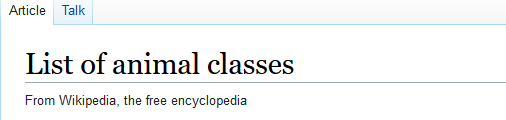 Article Talk
List of animal classes
From Wikipedia, the free encyclopedia